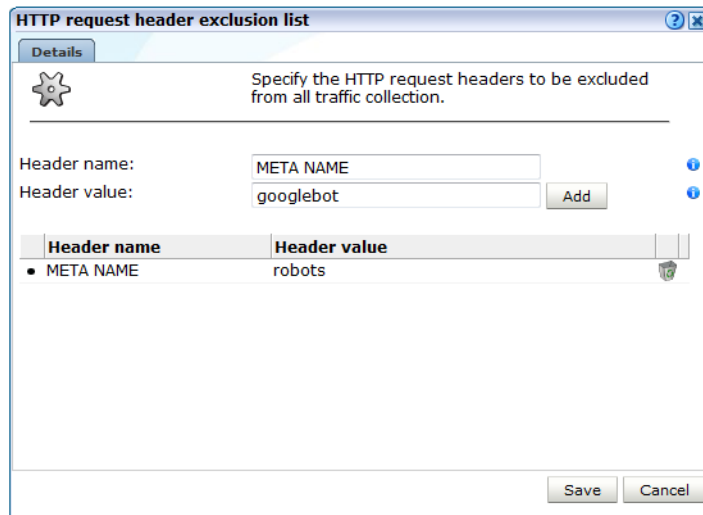 HTTP request header exclusion list
Details
Specify the HTTP request headers to be excluded
from all traffic collection.
Header name: META NAME
Header value: googlebot Add
Header name Header value
META NAME robots
Save Cancel